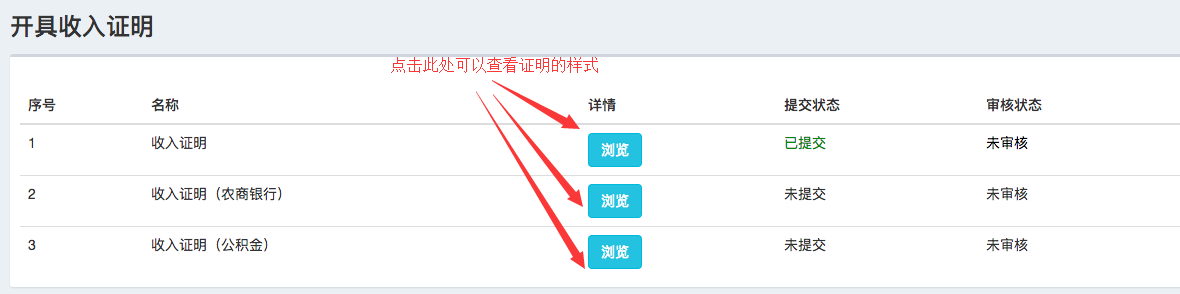 开具收入证明
点击此处可以查看证明的样式
序号 名称 详情 提交状态 审核状态
1 收入证明 浏览 已提交 未审核
2 收入证明（农商银行） 浏览 未提交 未审核
3 收入证明（公积金） 浏览 未提交 未审核